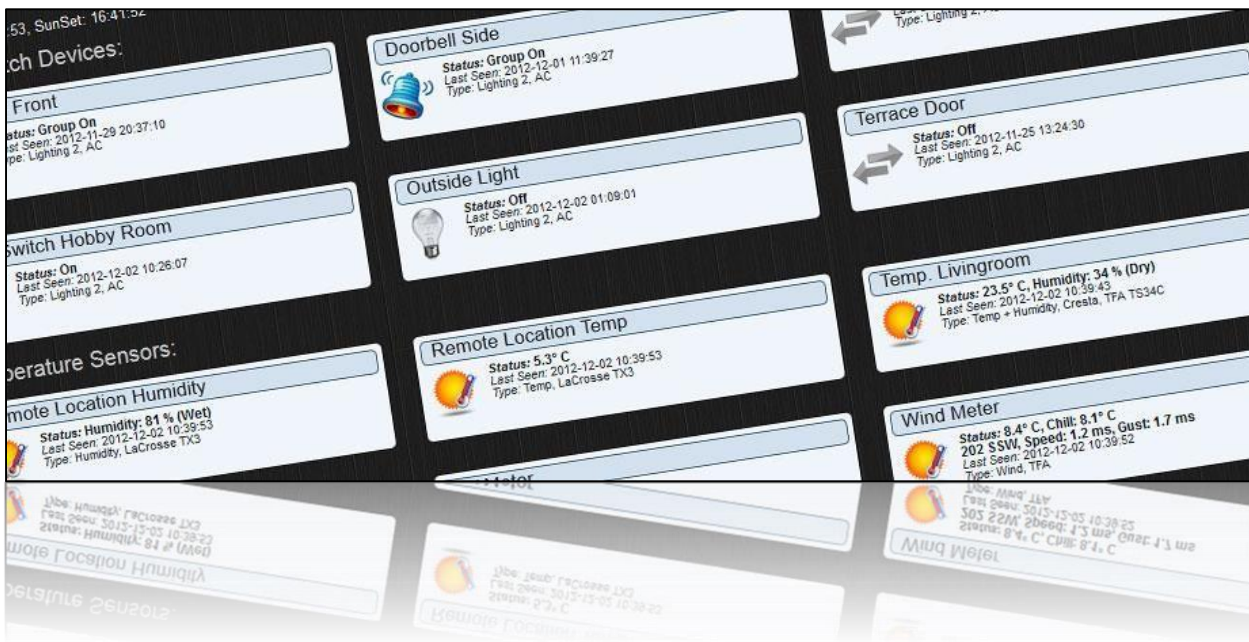 :53, SunSet: 16:41:52
ch Devices:
Front
atus: Group On
st Seen: 2012-11-29 20:37:10
ype: Lighting 2, AC
Doorbell Side
Status: Group On
Last Seen: 2012-12-01 11:39:27
Type: Lighting 2, AC
Type: Lighting 2,
Switch Hobby Room
Status: On
Last Seen: 2012-12-02 10:26:07
Type: Lighting 2, AC
Outside Light
Status: Off
Last Seen: 2012-12-02 01:09:01
Type: Lighting 2, AC
Terrace Door
Status: Off
Last Seen: 2012-11-25 13:24:30
Type: Lighting 2, AC
perature Sensors:
mote Location Humidity
Status: Humidity: 81 % (Wet)
Last Seen: 2012-12-02 10:39:53
Type: Humidity, LaCrosse TX3
Remote Location Temp
Status: 5.3° C
Last Seen: 2012-12-02 10:39:53
Type: Temp, LaCrosse TX3
Temp. Livingroom
Status: 23.5° C, Humidity: 34 % (Dry)
Last Seen: 2012-12-02 10:39:43
Type: Temp + Humidity, Cresta, TFA TS34C
Wind Meter
Status: 8.4° C, Chill: 8.1° C
202 SSW, Speed: 1.2 ms, Gust: 1.7 ms
Last Seen: 2012-12-02 10:39:52
Type: Wind, TFA